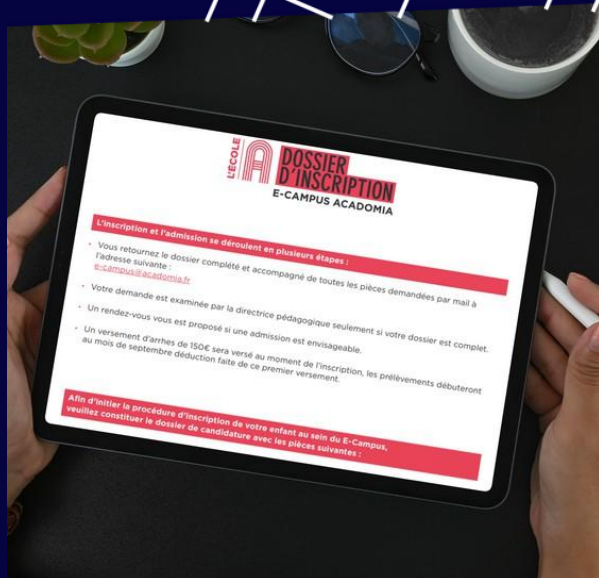 L'ÉCOLE
A
DOSSIER
D'INSCRIPTION
E-CAMPUS ACADOMIA
L'inscription et l'admission se déroulent en plusieurs étapes :
• Vous retournez le dossier complété et accompagné de toutes les pièces demandées par mail à
l'adresse suivante :
e-campus@acadomia.fr
• Votre demande est examinée par la directrice pédagogique seulement si votre dossier est complet.
• Un rendez-vous vous est proposé si une admission est envisageable.
• Un versement d'arrhes de 150€ sera versé au moment de l'inscription, les prélèvements débuteront
au mois de septembre déduction faite de ce premier versement.
Afin d'initier la procédure d'inscription de votre enfant au sein du E-Campus,
veuillez constituer le dossier de candidature avec les pièces suivantes :